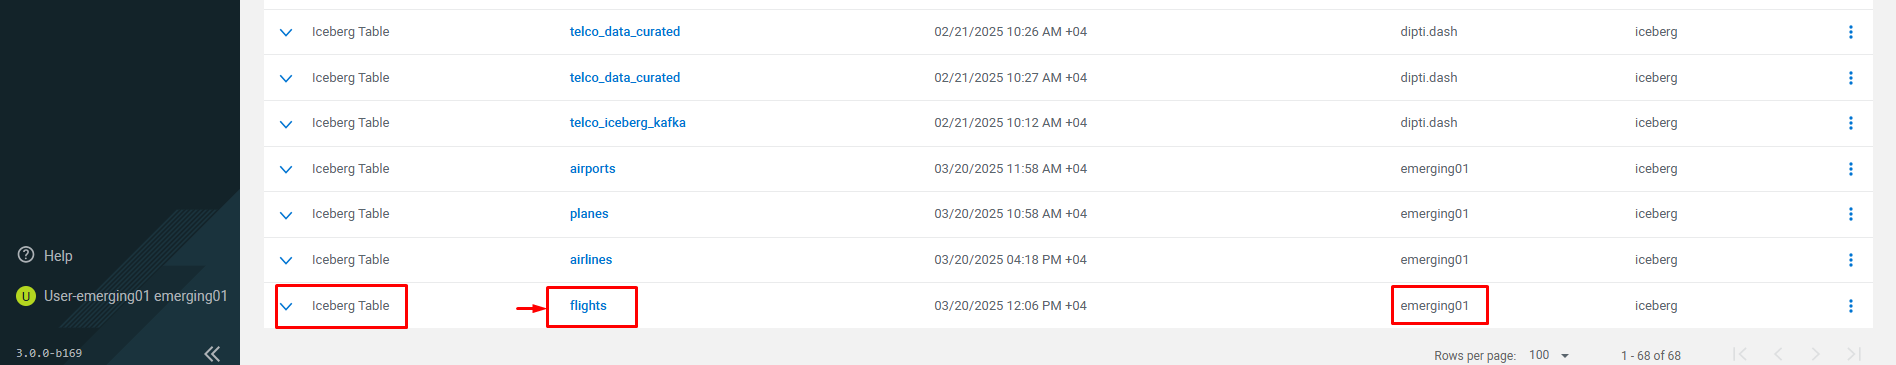 Iceberg Table telco_data_curated 02/21/2025 10:26 AM +04 dipti.dash iceberg
Iceberg Table telco_data_curated 02/21/2025 10:27 AM +04 dipti.dash iceberg
Iceberg Table telco_iceberg_kafka 02/21/2025 10:12 AM +04 dipti.dash iceberg
Iceberg Table airports 03/20/2025 11:58 AM +04 emerging01 iceberg
Iceberg Table planes 03/20/2025 10:58 AM +04 emerging01 iceberg
Iceberg Table airlines 03/20/2025 04:18 PM +04 emerging01 iceberg
Iceberg Table flights 03/20/2025 12:06 PM +04 emerging01 iceberg
Rows per page: 100 1 - 68 of 68
? Help
U User-emerging01 emerging01
3.0.0-b169